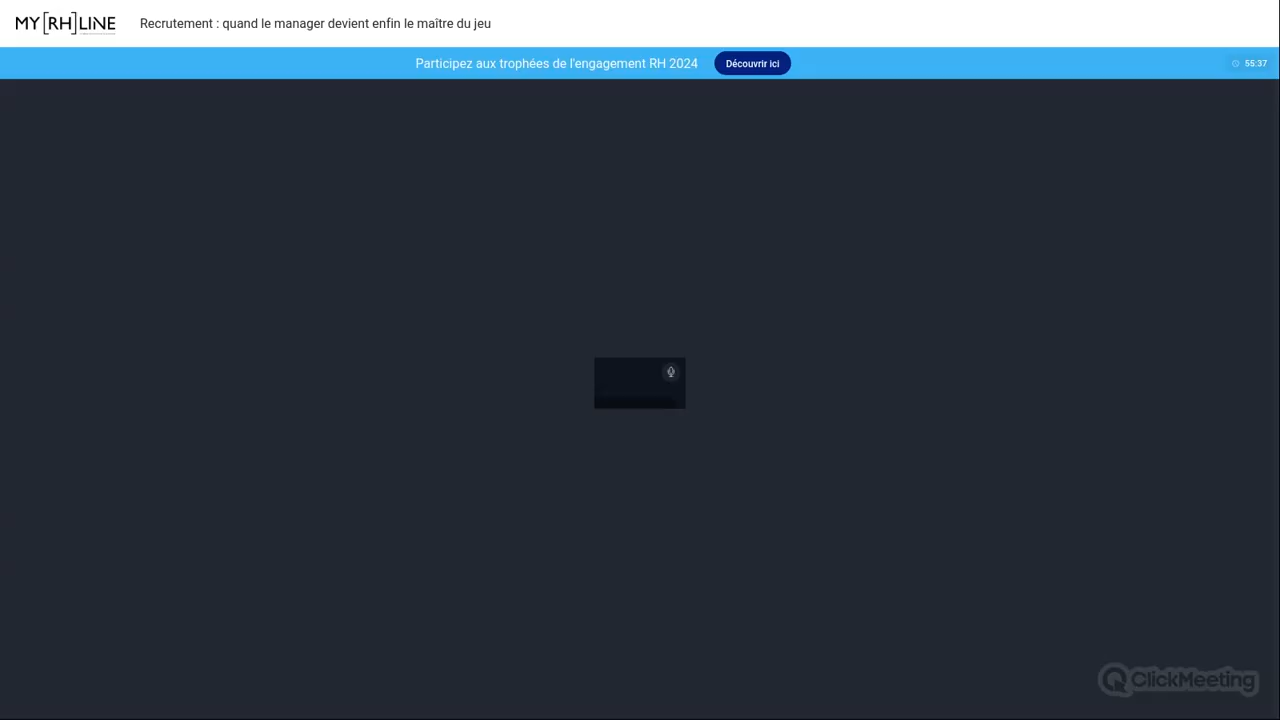 MY[RH]LINE
Recrutement : quand le manager devient enfin le maître du jeu
Participez aux trophées de l'engagement RH 2024
Découvrir ici
55:37
ClickMeeting